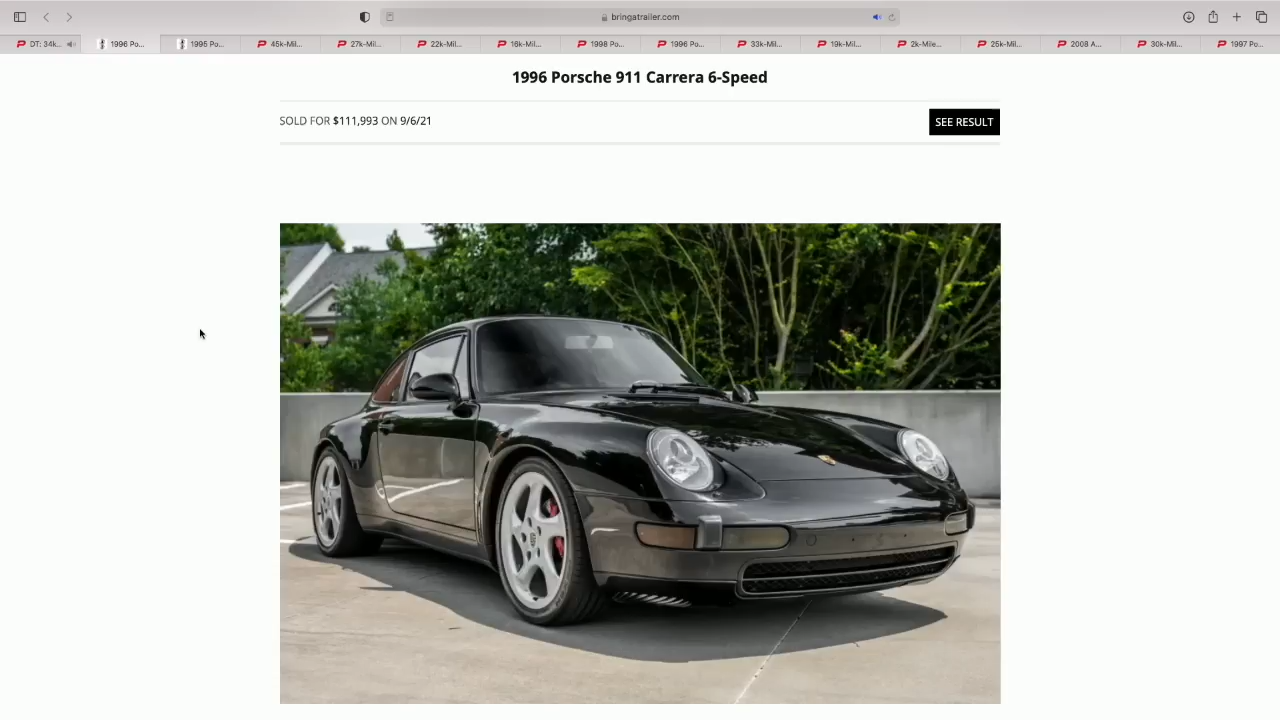 bringatrailer.com
DT: 34k...
1996 Po...
1995 Po...
45k-Mil...
27k-Mil...
22k-Mil...
16k-Mil...
1998 Po...
1996 Po...
33k-Mil...
19k-Mil...
2k-Mile...
25k-Mil...
2008 A...
30k-Mil...
1997 Po...
1996 Porsche 911 Carrera 6-Speed
SOLD FOR $111,993 ON 9/6/21
SEE RESULT